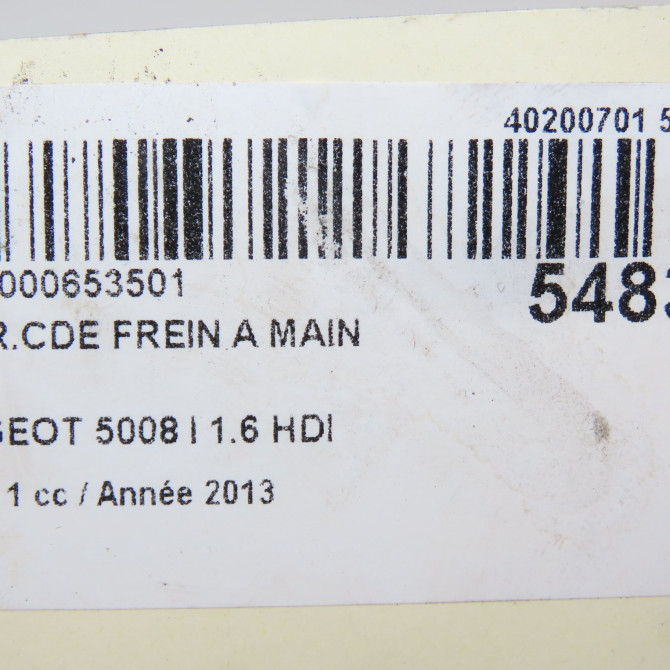 40200701 5
000653501
5483
R.CDE FREIN A MAIN
GEOT 5008 I 1.6 HDI
1 cc / Année 2013